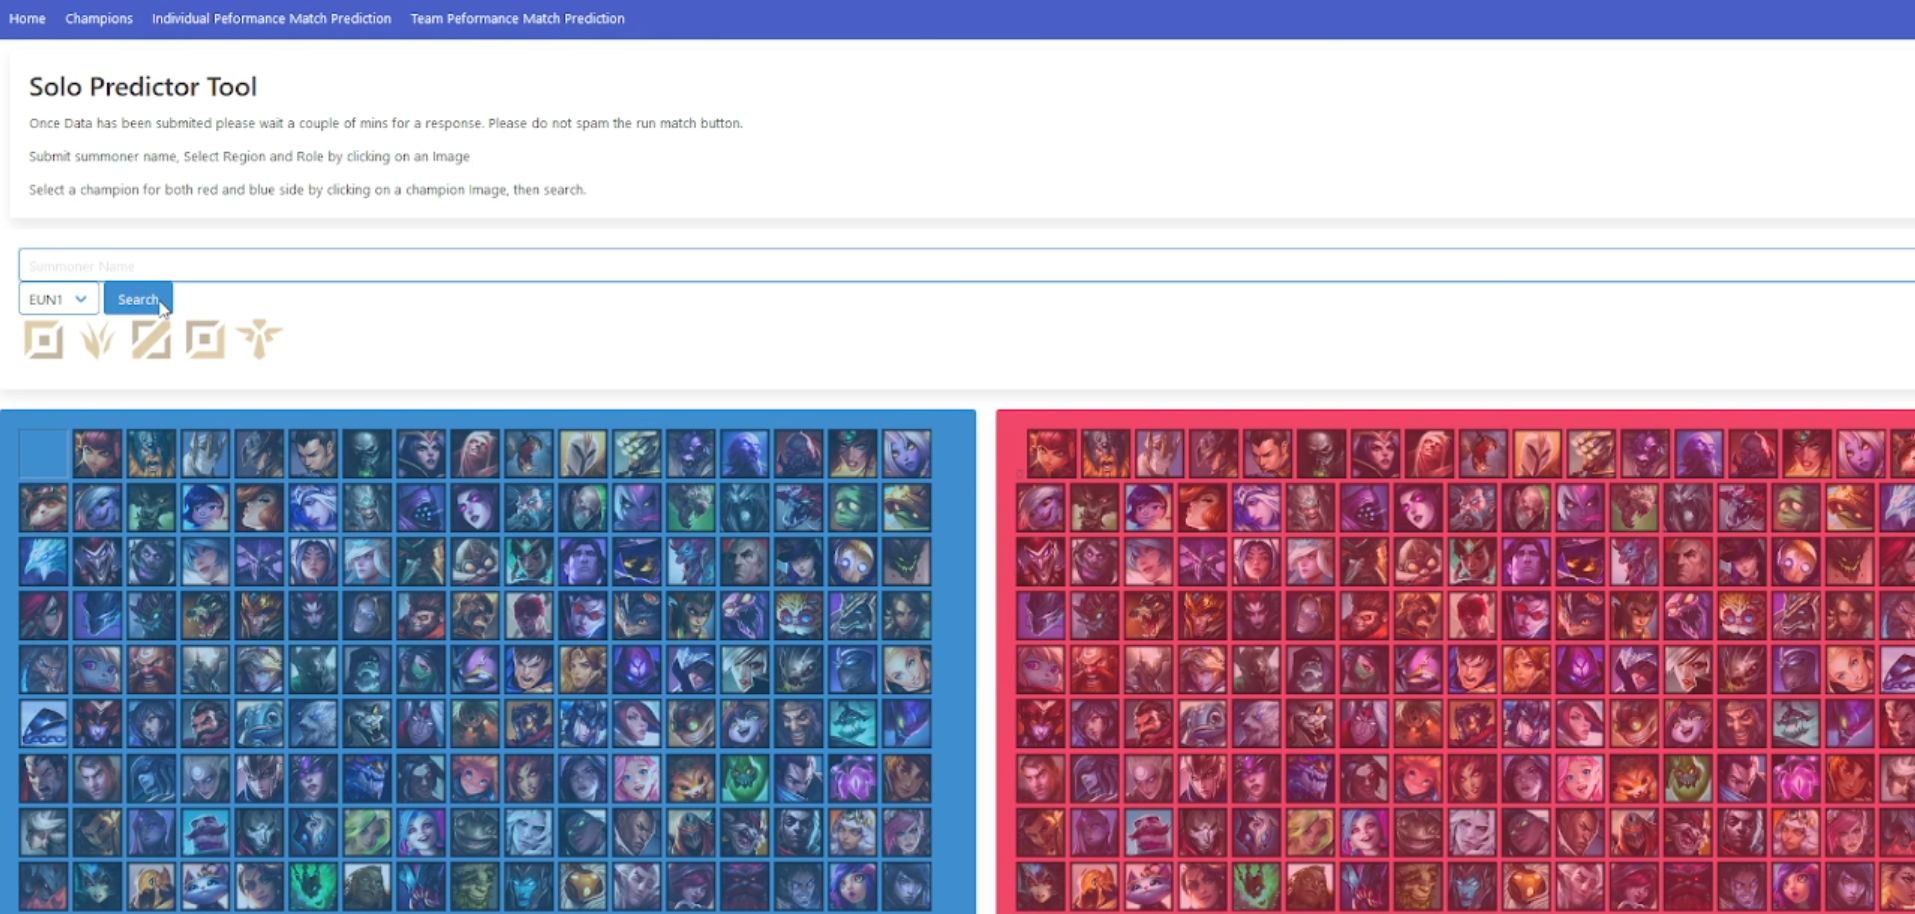 Home Champions Individual Peformance Match Prediction Team Peformance Match Prediction
Solo Predictor Tool
Once Data has been submited please wait a couple of mins for a response. Please do not spam the run match button.
Submit summoner name, Select Region and Role by clicking on an Image
Select a champion for both red and blue side by clicking on a champion Image, then search.
Summoner Name
EUN1 Search